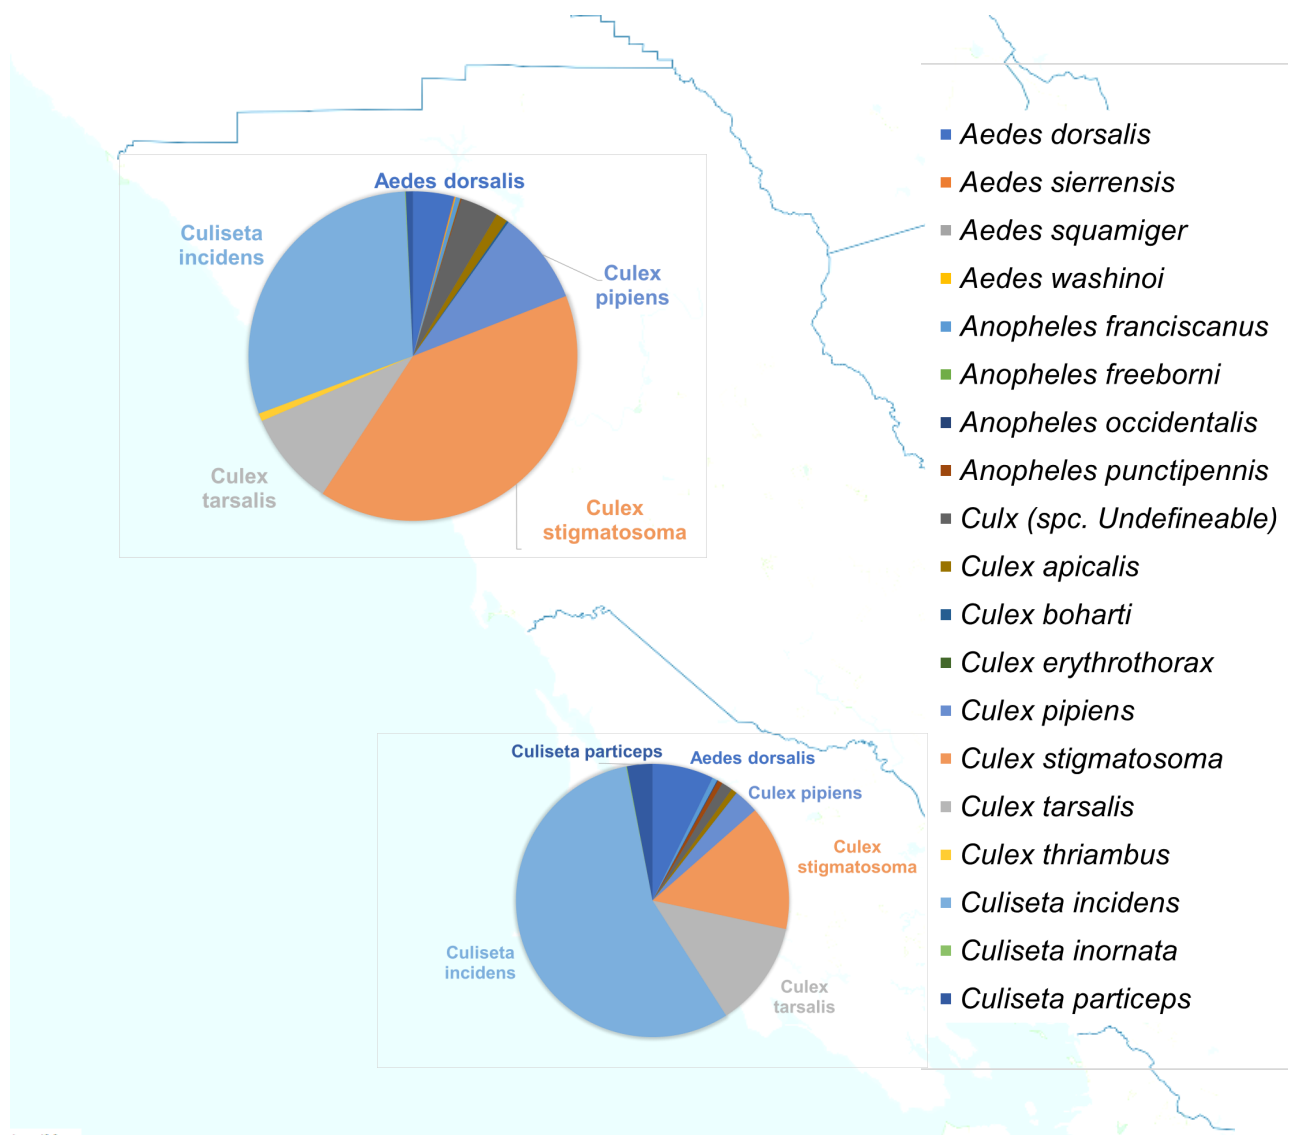 Aedes dorsalis
Culiseta
incidens
Culex
pipiens
Culex
tarsalis
Culex
stigmatosoma
Culiseta particeps
Aedes dorsalis
Culex pipiens
Culex
stigmatosoma
Culiseta
incidens
Culex
tarsalis
Aedes dorsalis
Aedes sierrensis
Aedes squamiger
Aedes washinoi
Anopheles franciscanus
Anopheles freeborni
Anopheles occidentalis
Anopheles punctipennis
Culx (spc. Undefineable)
Culex apicalis
Culex boharti
Culex erythrothorax
Culex pipiens
Culex stigmatosoma
Culex tarsalis
Culex thriambus
Culiseta incidens
Culiseta inornata
Culiseta particeps